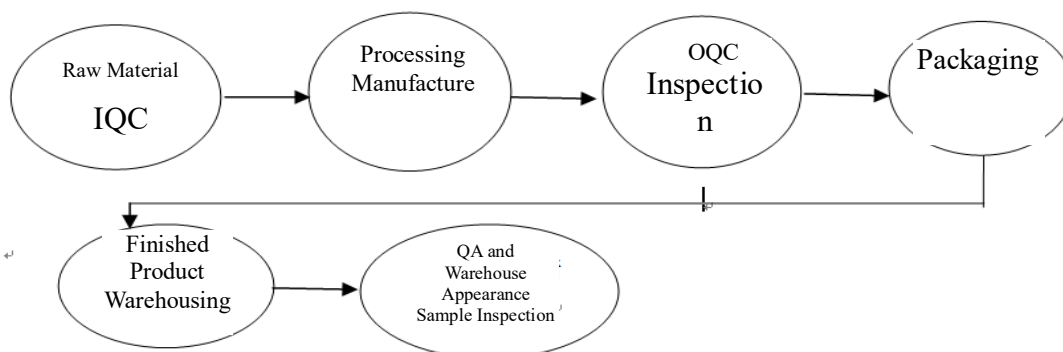 Raw Material
IQC
Processing
Manufacture
OQC
Inspectio
n
Packaging
Finished
Product
Warehousing
QA and
Warehouse
Appearance
Sample Inspection